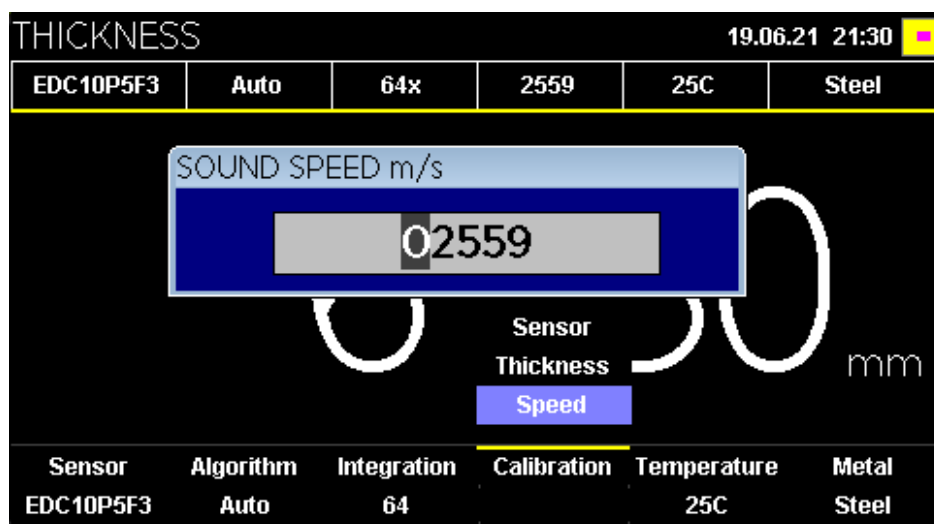 THICKNESS 19.06.21 21:30
EDC10P5F3 Auto 64x 2559 25C Steel
SOUND SPEED m/s
02559
Sensor
Thickness
mm
Speed
Sensor Algorithm Integration Calibration Temperature Metal
EDC10P5F3 Auto 64 25C Steel